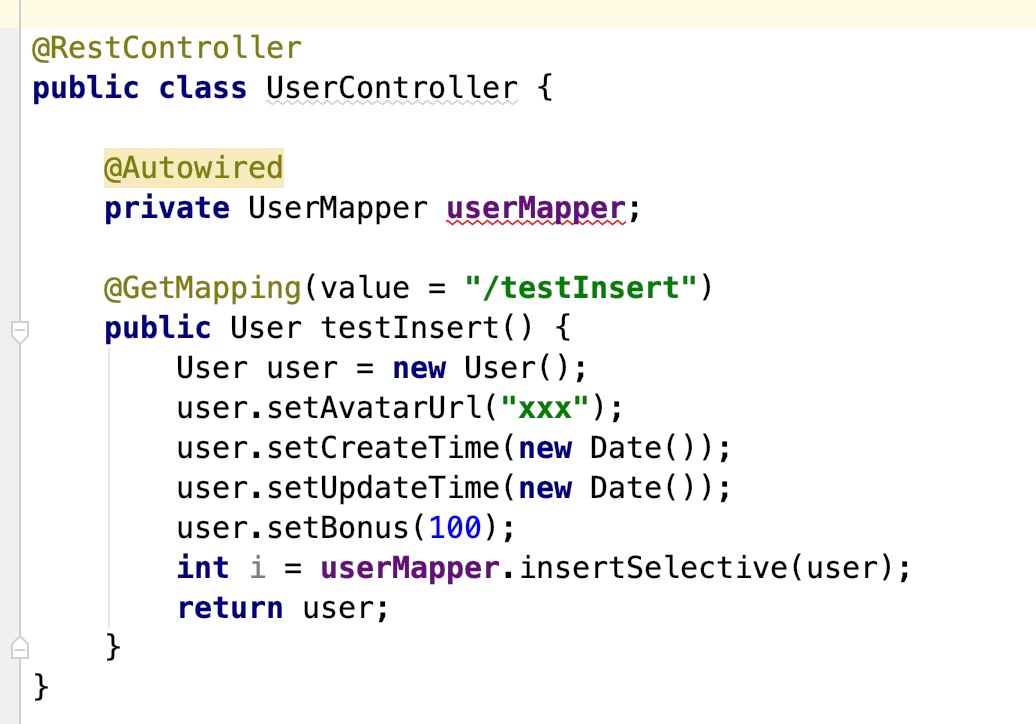 @RestController
public class UserController {
@Autowired
private UserMapper userMapper;
@GetMapping(value = "/testInsert")
public User testInsert() {
User user = new User();
user.setAvatarUrl("xxx");
user.setCreateTime(new Date());
user.setUpdateTime(new Date());
user.setBonus(100);
int i = userMapper.insertSelective(user);
return user;
}
}